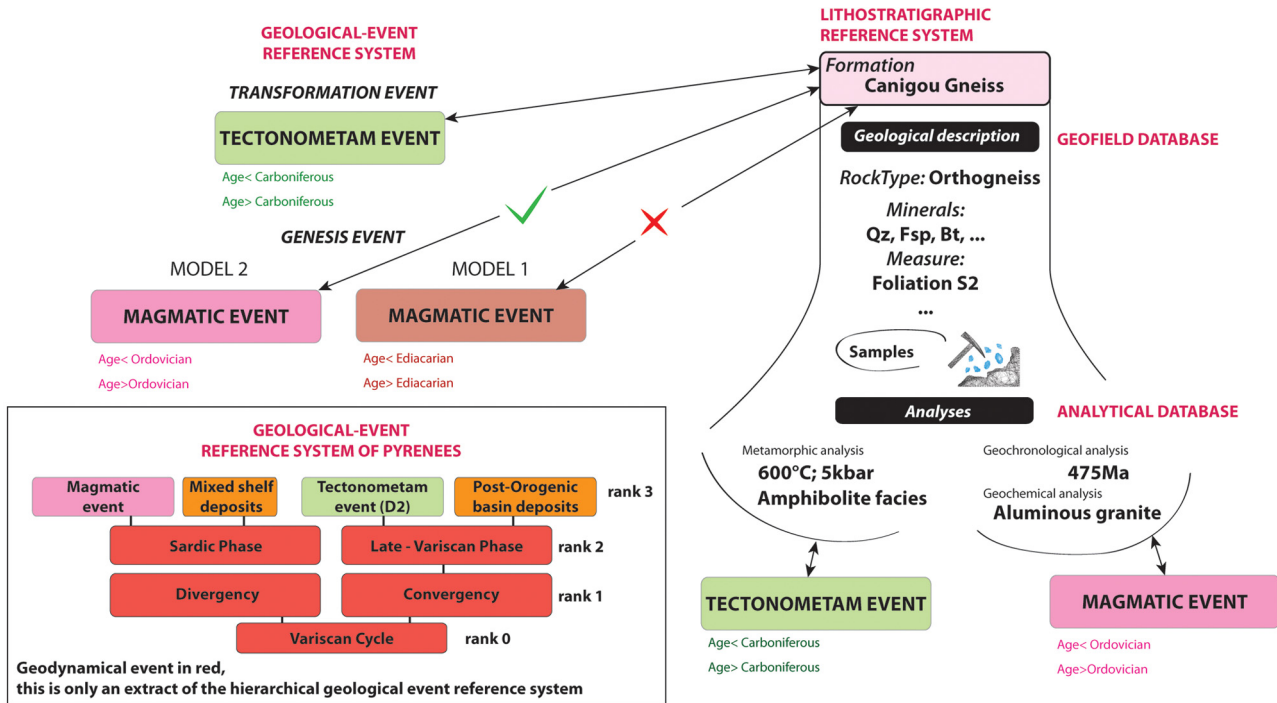 GEOLOGICAL-EVENT
REFERENCE SYSTEM
TRANSFORMATION EVENT
TECTONOMETAM EVENT
Age< Carboniferous
Age> Carboniferous
GENESIS EVENT
MODEL 2
MAGMATIC EVENT
Age< Ordovician
Age>Ordovician
MODEL 1
MAGMATIC EVENT
Age< Ediacarian
Age> Ediacarian
LITHOSTRATIGRAPHIC
REFERENCE SYSTEM
Formation
Canigou Gneiss
Geological description
GEOFIELD DATABASE
RockType: Orthogneiss
Minerals:
Qz, Fsp, Bt, ...
Measure:
Foliation S2
...
Samples
Analyses
ANALYTICAL DATABASE
Metamorphic analysis
600°C; 5kbar
Amphibolite facies
Geochronological analysis
475Ma
Geochemical analysis
Aluminous granite
TECTONOMETAM EVENT
Age< Carboniferous
Age> Carboniferous
MAGMATIC EVENT
Age< Ordovician
Age>Ordovician
GEOLOGICAL-EVENT
REFERENCE SYSTEM OF PYRENEES
Magmatic
event
Mixed shelf
deposits
Tectonometam
event (D2)
Post-Orogenic
basin deposits
rank 3
Sardic Phase
Late - Variscan Phase
rank 2
Divergency
Convergency
rank 1
Variscan Cycle
rank 0
Geodynamical event in red,
this is only an extract of the hierarchical geological event reference system